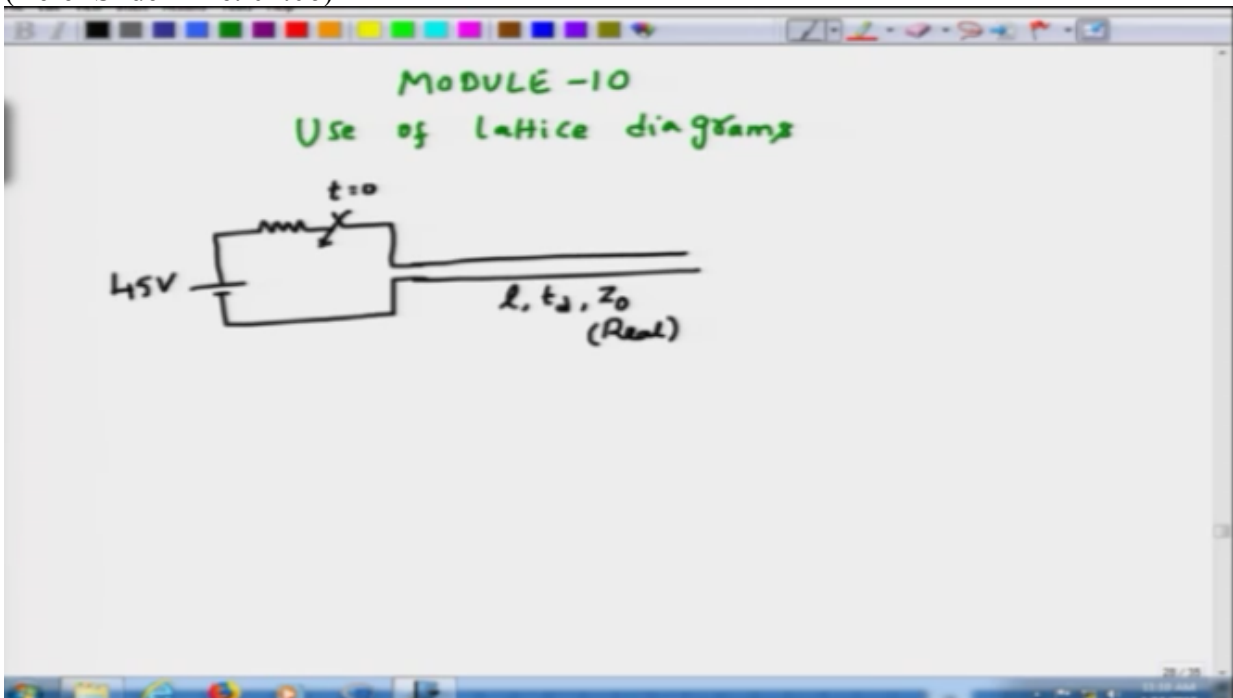 MODULE -10
Use of lattice diagrams
t=0
45V
l, td, Z0
(Real)